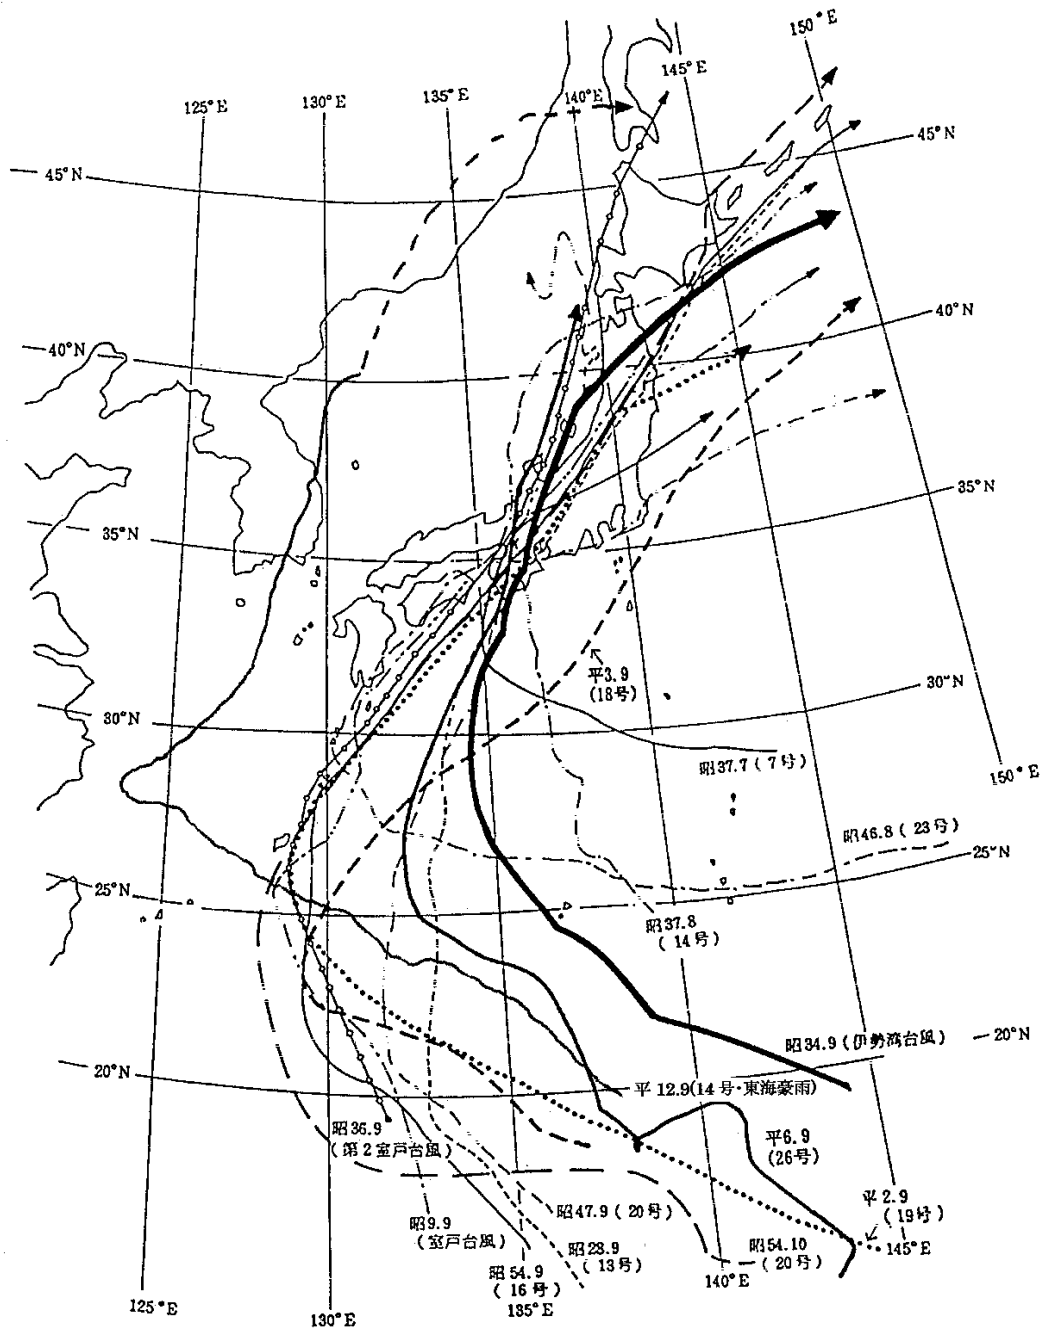 150°E
145°E
140°E
135°E
130°E
125°E
45°N
45°N
40°N
40°N
35°N
35°N
平3.9
(18号)
30°N
30°N
昭37.7(7号)
150°E
昭46.8(23号)
25°N
25°N
昭37.8
(14号)
昭34.9(伊勢湾台風)
20°N
20°N
平12.9(14号・東海豪雨)
昭36.9
(第2室戸台風)
平6.9
(26号)
平2.9
(19号)
昭47.9(20号)
昭9.9
(室戸台風)
昭28.9
(13号)
昭54.10
(20号)
145°E
昭54.9
(16号)
140°E
135°E
125°E
130°E